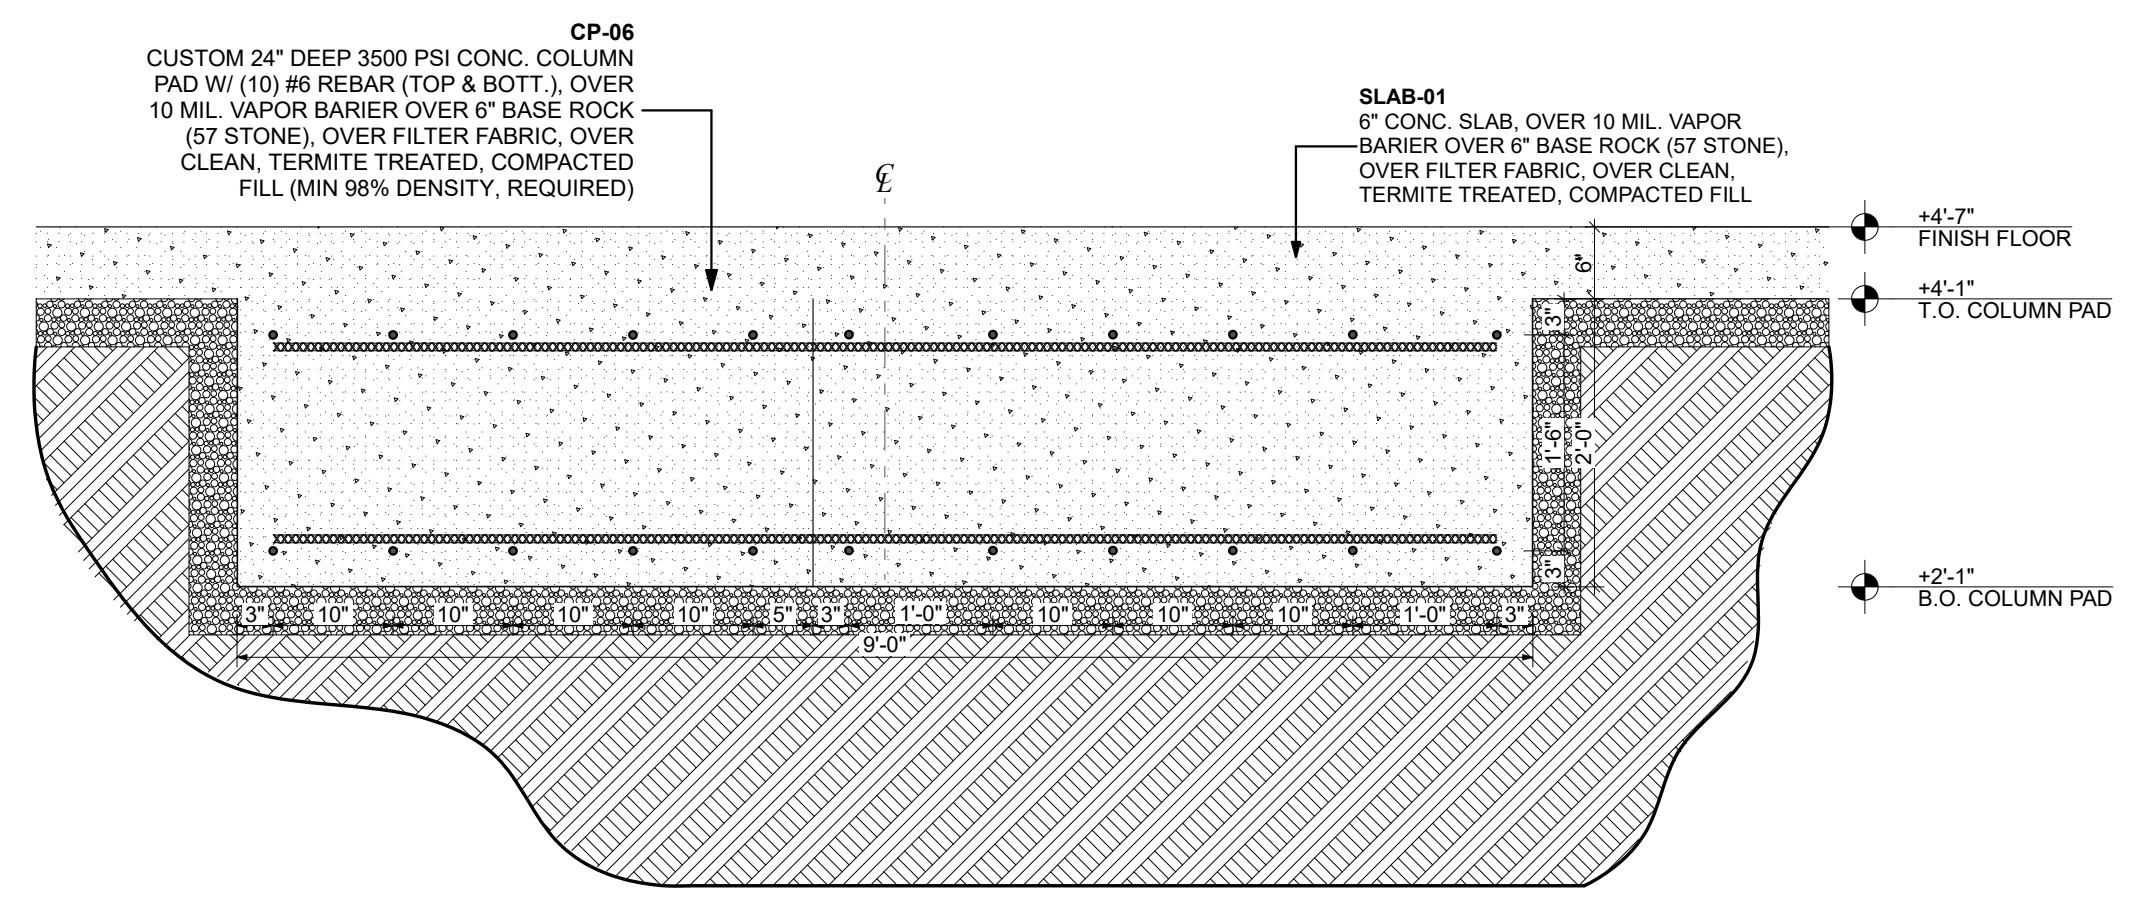 CP-06
CUSTOM 24" DEEP 3500 PSI CONC. COLUMN
PAD W/ (10) #6 REBAR (TOP & BOTT.), OVER
10 MIL. VAPOR BARIER OVER 6" BASE ROCK
(57 STONE), OVER FILTER FABRIC, OVER
CLEAN, TERMITE TREATED, COMPACTED
FILL (MIN 98% DENSITY, REQUIRED)
SLAB-01
6" CONC. SLAB, OVER 10 MIL. VAPOR
BARIER OVER 6" BASE ROCK (57 STONE),
OVER FILTER FABRIC, OVER CLEAN,
TERMITE TREATED, COMPACTED FILL
℄
+4'-7"
FINISH FLOOR
6"
+4'-1"
T.O. COLUMN PAD
3"
1'-6"
2'-0"
3"
+2'-1"
B.O. COLUMN PAD
3" 10" 10" 10" 10" 5" 3" 1'-0" 10" 10" 10" 1'-0" 3"
9'-0"